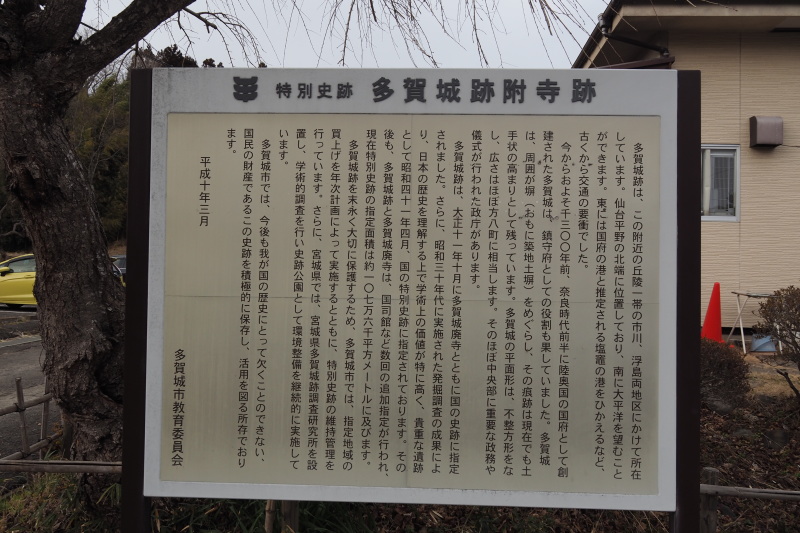 特別史跡 多賀城跡附寺跡
多賀城跡は、この附近の丘陵一帯の市川、浮島両地区にかけて所在
しています。仙台平野の北端に位置しており、南に大平洋を望むこと
ができます。東には国府の港と推定される塩竈の港をひかえるなど、
古くから交通の要衝でした。
今からおよそ千三〇〇年前、奈良時代前半に陸奥国の国府として創
建された多賀城は、鎮守府としての役割も果していました。多賀城
は、周囲が塀（おもに築地土塀）をめぐらし、その痕跡は現在でも土
手状の高まりとして残っています。多賀城の平面形は、不整方形をな
し、広さはほぼ方八町に相当します。そのほぼ中央部に重要な政務や
儀式が行われた政庁があります。
多賀城跡は、大正十一年十月に多賀城廃寺とともに国の史跡に指定
されました。さらに、昭和三十年代に実施された発掘調査の成果によ
り、日本の歴史を理解する上で学術上の価値が特に高く、貴重な遺跡
として昭和四十一年四月、国の特別史跡に指定されております。その
後も、多賀城跡と多賀城廃寺は、国司館など数回の追加指定が行われ、
現在特別史跡の指定面積は約一〇七万六千平方メートルに及びます。
多賀城跡を末永く大切に保護するため、多賀城市では、指定地域の
買上げを年次計画によって実施するとともに、特別史跡の維持管理を
行っています。さらに、宮城県では、宮城県多賀城跡調査研究所を設
置し、学術的調査を行い史跡公園として環境整備を継続的に実施して
います。
多賀城市では、今後も我が国の歴史にとって欠くことのできない、
国民の財産であるこの史跡を積極的に保存し、活用を図る所存でおり
ます。
平成十年三月
多賀城市教育委員会